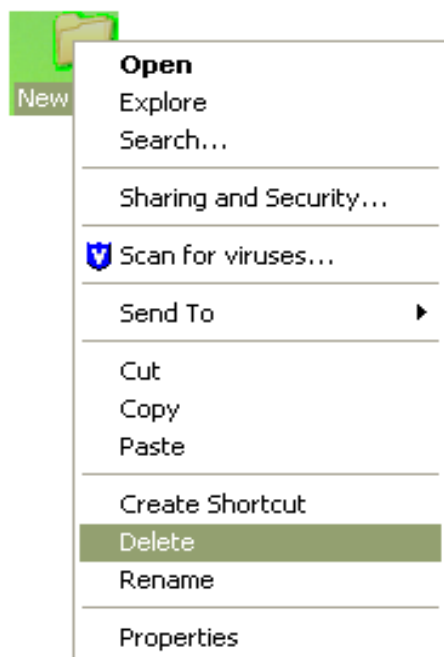 New
Open
Explore
Search...
Sharing and Security...
Scan for viruses...
Send To
Cut
Copy
Paste
Create Shortcut
Delete
Rename
Properties